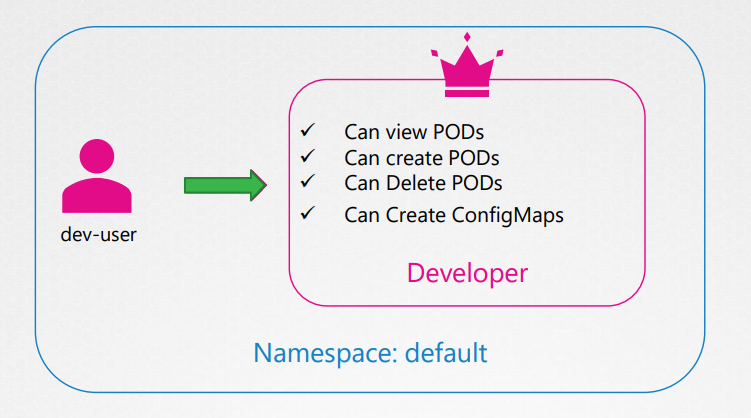 ✓ Can view PODs
✓ Can create PODs
✓ Can Delete PODs
✓ Can Create ConfigMaps
dev-user
Developer
Namespace: default